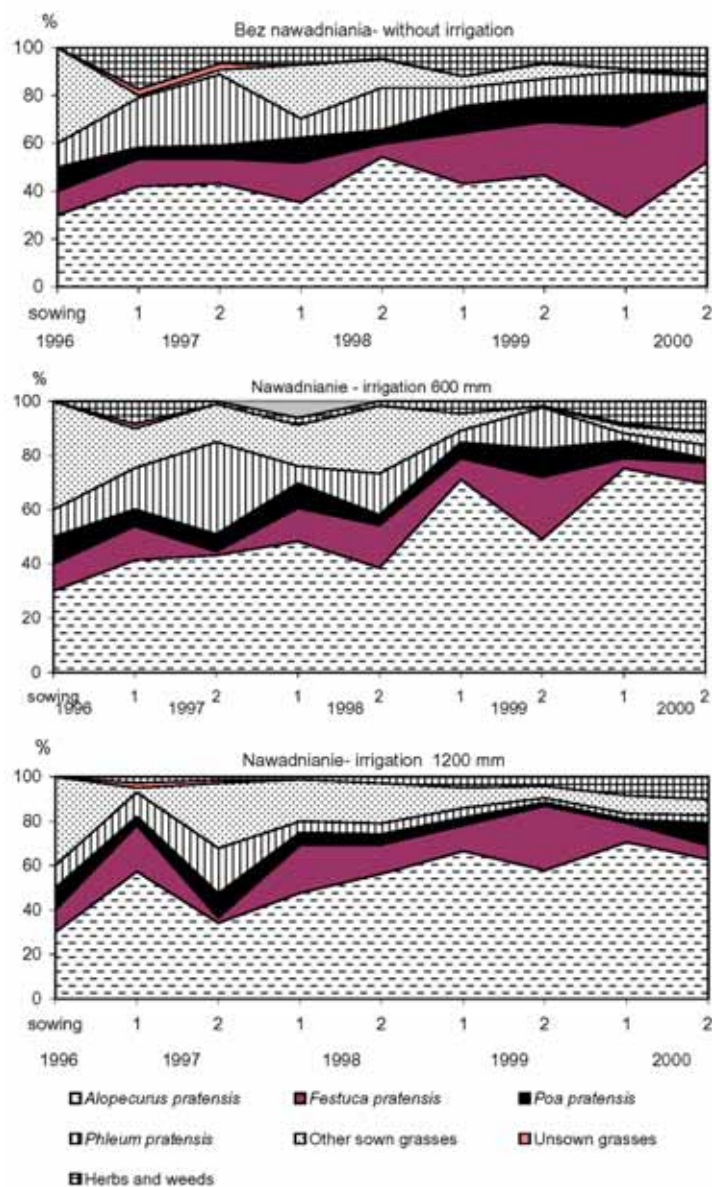 %
Bez nawadniania- without irrigation
100
80
60
40
20
0
sowing 1 2 1 2 1 2 1 2
1996 1997 1998 1999 2000
%
Nawadnianie - irrigation 600 mm
100
80
60
40
20
0
sowing 1 2 1 2 1 2 1 2
1996 1997 1998 1999 2000
%
Nawadnianie- irrigation 1200 mm
100
80
60
40
20
0
sowing 1 2 1 2 1 2 1 2
1996 1997 1998 1999 2000
Alopecurus pratensis Festuca pratensis Poa pratensis
Phleum pratensis Other sown grasses Unsown grasses
Herbs and weeds